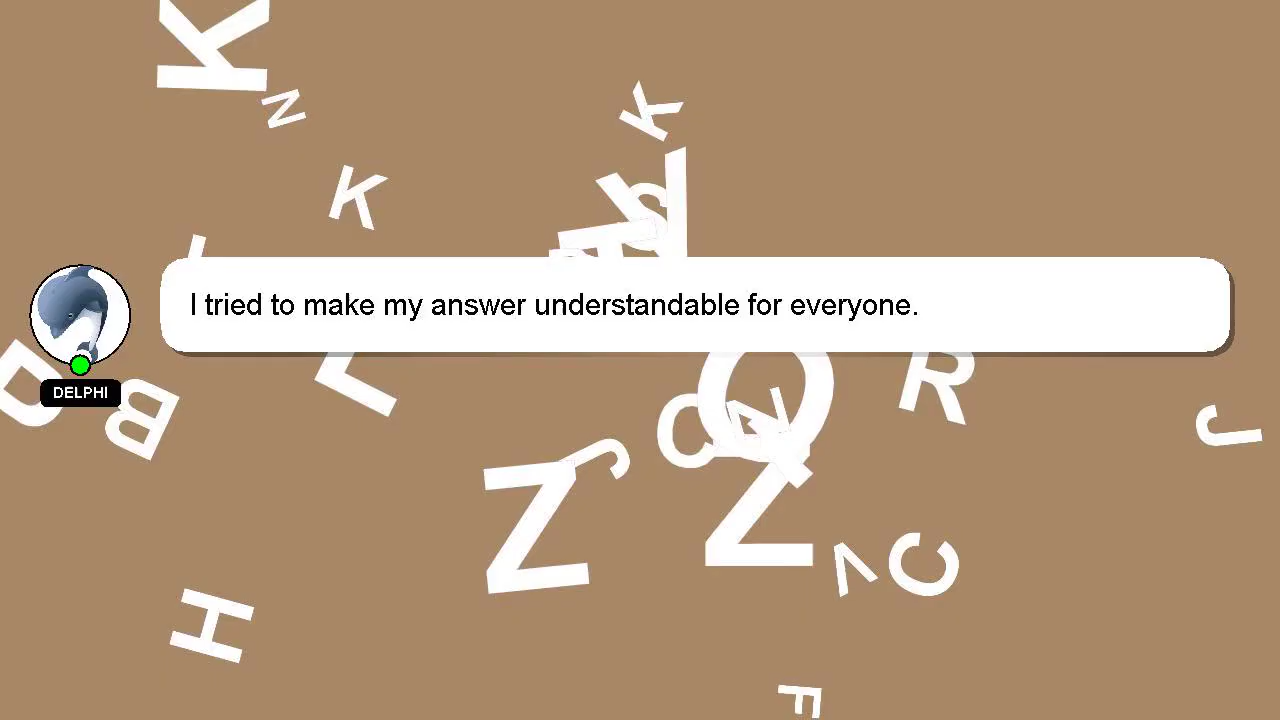 I tried to make my answer understandable for everyone.
DELPHI
K
N
K
K
S
L
Q
R
C
N
J
B
J
Z
Z
V
C
H
F